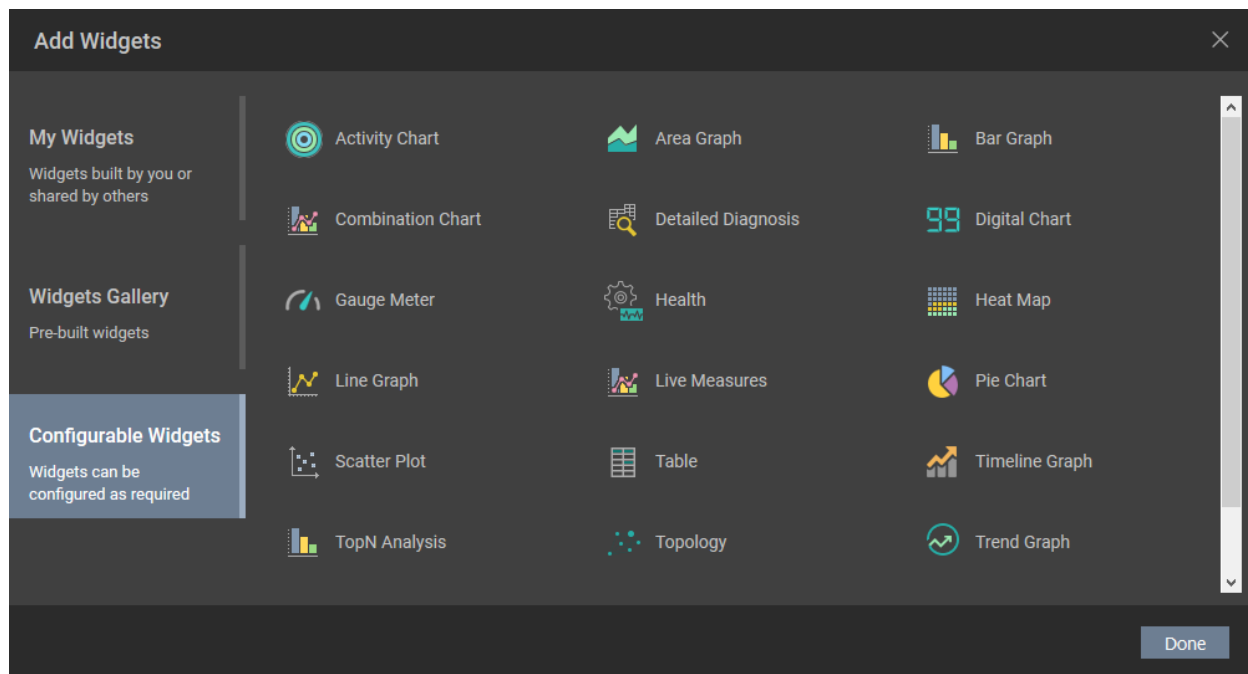 Add Widgets
My Widgets
Widgets built by you or
shared by others
Widgets Gallery
Pre-built widgets
Configurable Widgets
Widgets can be
configured as required
Activity Chart
Area Graph
Bar Graph
Combination Chart
Detailed Diagnosis
99
Digital Chart
Gauge Meter
Health
Heat Map
Line Graph
Live Measures
Pie Chart
Scatter Plot
Table
Timeline Graph
TopN Analysis
Topology
Trend Graph
Done